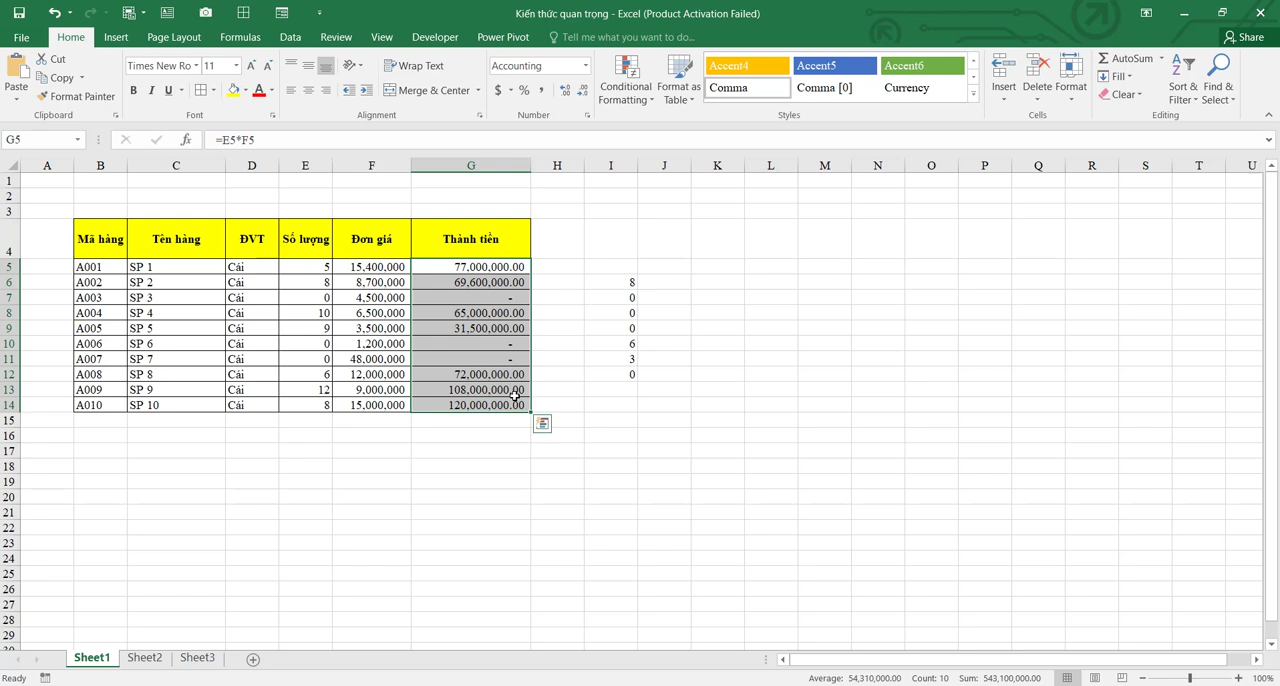 Kiến thức quan trọng - Excel (Product Activation Failed)
File Home Insert Page Layout Formulas Data Review View Developer Power Pivot Tell me what you want to do... Share
Paste Cut Copy Format Painter Clipboard
Times New Ro 11 B I U A Font
Wrap Text Merge & Center Alignment
Accounting $ % , Number
Conditional Formatting Format as Table
Accent4 Accent5 Accent6
Comma Comma [0] Currency
Styles
Insert Delete Format Cells
AutoSum Fill Clear Sort & Filter Find & Select Editing
G5 fx =E5*F5
A B C D E F G H I J K L M N O P Q R S T U
1
2
3
4 Mã hàng Tên hàng ĐVT Số lượng Đơn giá Thành tiền
5 A001 SP 1 Cái 5 15,400,000 77,000,000.00
6 A002 SP 2 Cái 8 8,700,000 69,600,000.00 8
7 A003 SP 3 Cái 0 4,500,000 - 0
8 A004 SP 4 Cái 10 6,500,000 65,000,000.00 0
9 A005 SP 5 Cái 9 3,500,000 31,500,000.00 0
10 A006 SP 6 Cái 0 1,200,000 - 6
11 A007 SP 7 Cái 0 48,000,000 - 3
12 A008 SP 8 Cái 6 12,000,000 72,000,000.00 0
13 A009 SP 9 Cái 12 9,000,000 108,000,000.00
14 A010 SP 10 Cái 8 15,000,000 120,000,000.00
15
16
17
18
19
20
21
22
23
24
25
26
27
28
29
30
Sheet1 Sheet2 Sheet3
Ready Average: 54,310,000.00 Count: 10 Sum: 543,100,000.00 100%